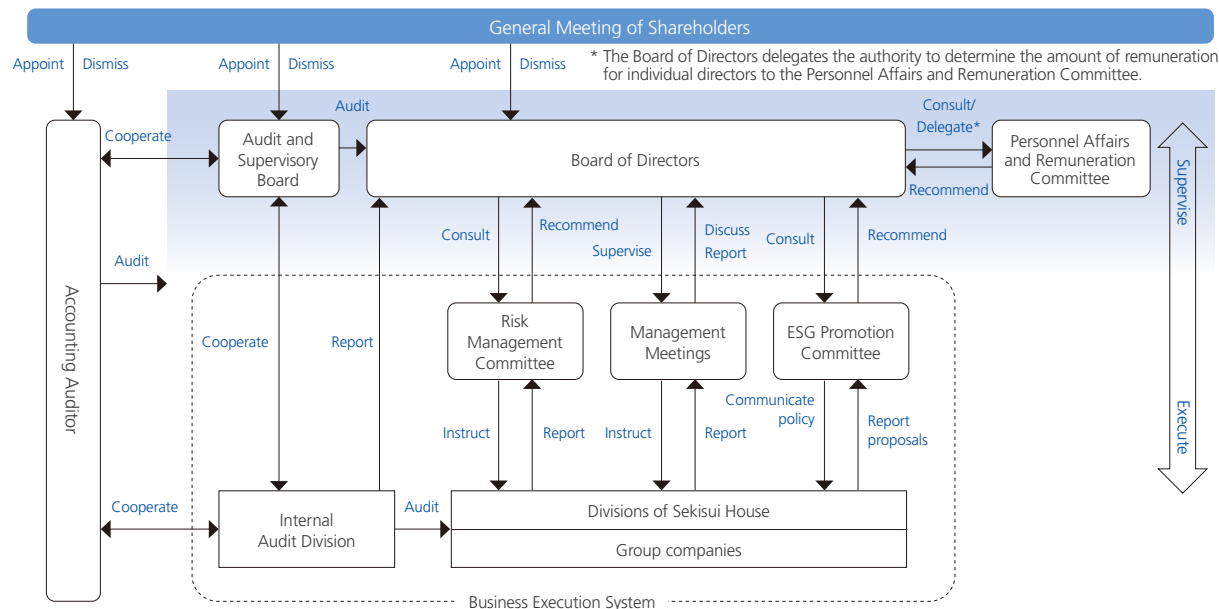 General Meeting of Shareholders
* The Board of Directors delegates the authority to determine the amount of remuneration
for individual directors to the Personnel Affairs and Remuneration Committee.
Appoint
Dismiss
Appoint
Dismiss
Appoint
Dismiss
Cooperate
Audit and
Supervisory
Board
Audit
Board of Directors
Consult/
Delegate*
Recommend
Personnel Affairs
and Remuneration
Committee
Supervise
Execute
Accounting Auditor
Audit
Cooperate
Report
Consult
Recommend
Supervise
Discuss
Report
Consult
Recommend
Risk
Management
Committee
Management
Meetings
ESG Promotion
Committee
Instruct
Report
Instruct
Report
Communicate
policy
Report
proposals
Cooperate
Internal
Audit Division
Audit
Divisions of Sekisui House
Group companies
Business Execution System